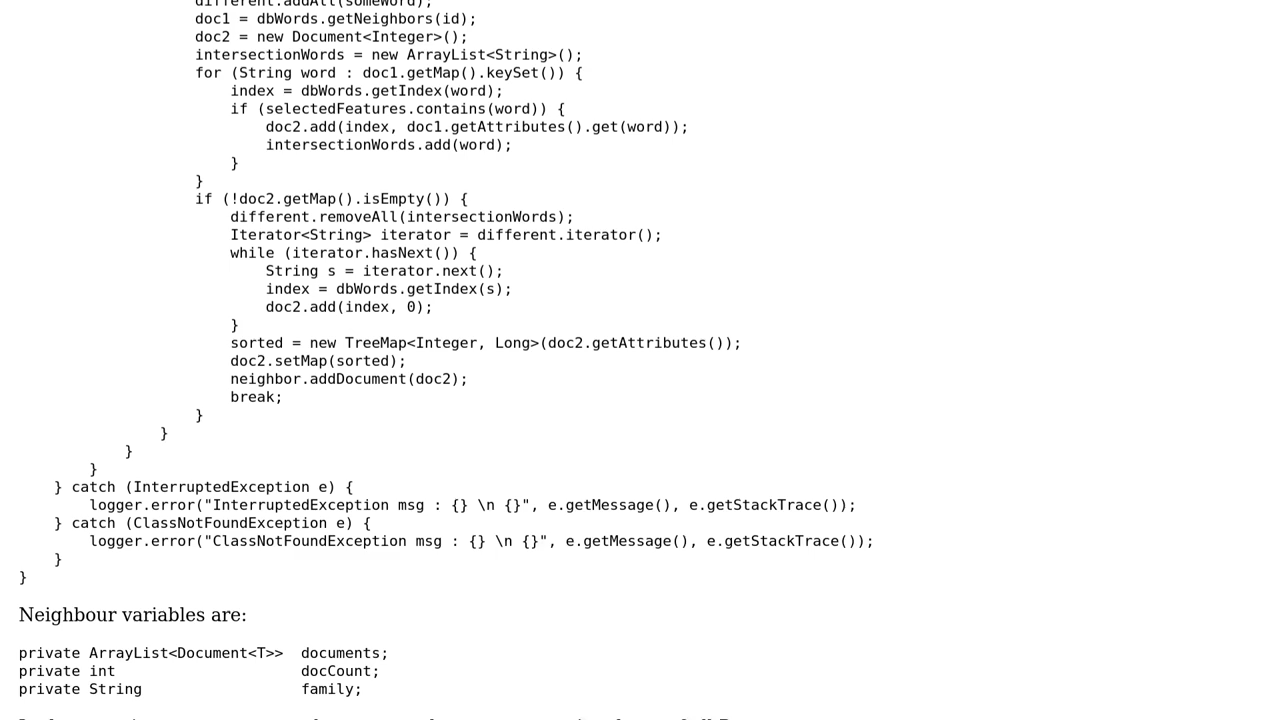 different.addAll(someWord);
doc1 = dbWords.getNeighbors(id);
doc2 = new Document<Integer>();
intersectionWords = new ArrayList<String>();
for (String word : doc1.getMap().keySet()) {
index = dbWords.getIndex(word);
if (selectedFeatures.contains(word)) {
doc2.add(index, doc1.getAttributes().get(word));
intersectionWords.add(word);
}
}
if (!doc2.getMap().isEmpty()) {
different.removeAll(intersectionWords);
Iterator<String> iterator = different.iterator();
while (iterator.hasNext()) {
String s = iterator.next();
index = dbWords.getIndex(s);
doc2.add(index, 0);
}
sorted = new TreeMap<Integer, Long>(doc2.getAttributes());
doc2.setMap(sorted);
neighbor.addDocument(doc2);
break;
}
}
}
}
} catch (InterruptedException e) {
logger.error("InterruptedException msg : {} \n {}", e.getMessage(), e.getStackTrace());
} catch (ClassNotFoundException e) {
logger.error("ClassNotFoundException msg : {} \n {}", e.getMessage(), e.getStackTrace());
}
}
Neighbour variables are:
private ArrayList<Document<T>> documents;
private int docCount;
private String family;